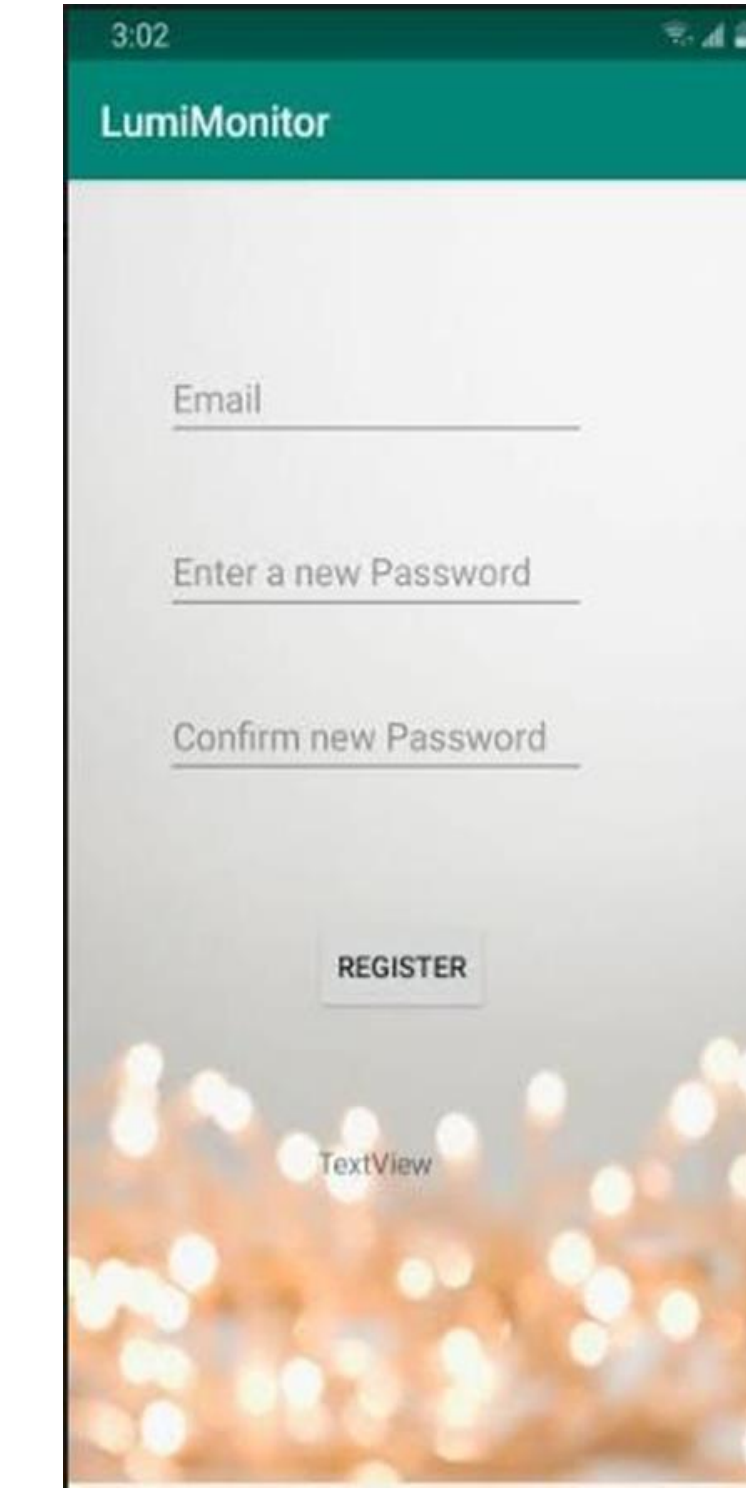 3:02
LumiMonitor
Email
Enter a new Password
Confirm new Password
REGISTER
TextView